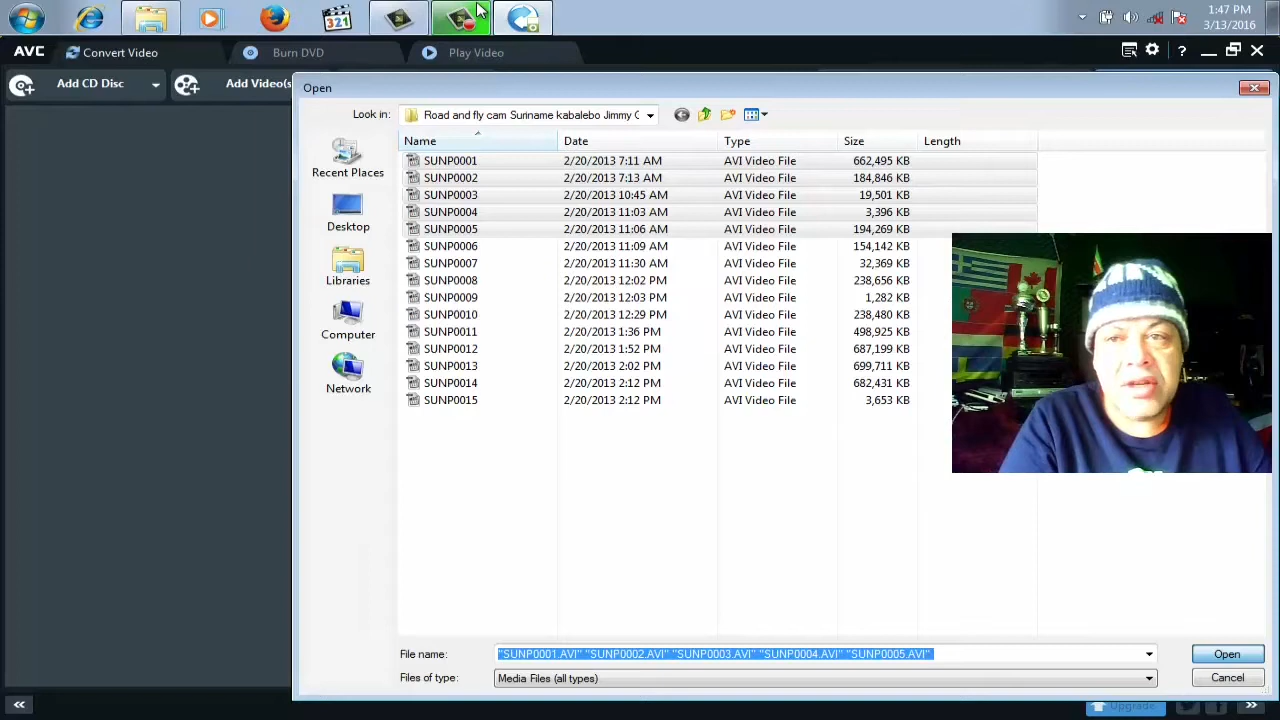 1:47 PM
3/13/2016
AVC Convert Video Burn DVD Play Video
Add CD Disc Add Video(s
Open
Look in: Road and fly cam Suriname kabalebo Jimmy
Name Date Type Size Length
SUNP0001 2/20/2013 7:11 AM AVI Video File 662,495 KB
SUNP0002 2/20/2013 7:13 AM AVI Video File 184,846 KB
SUNP0003 2/20/2013 10:45 AM AVI Video File 19,501 KB
SUNP0004 2/20/2013 11:03 AM AVI Video File 3,396 KB
SUNP0005 2/20/2013 11:06 AM AVI Video File 194,269 KB
SUNP0006 2/20/2013 11:09 AM AVI Video File 154,142 KB
SUNP0007 2/20/2013 11:30 AM AVI Video File 32,369 KB
SUNP0008 2/20/2013 12:02 PM AVI Video File 238,656 KB
SUNP0009 2/20/2013 12:03 PM AVI Video File 1,282 KB
SUNP0010 2/20/2013 12:29 PM AVI Video File 238,480 KB
SUNP0011 2/20/2013 1:36 PM AVI Video File 498,925 KB
SUNP0012 2/20/2013 1:52 PM AVI Video File 687,199 KB
SUNP0013 2/20/2013 2:02 PM AVI Video File 699,711 KB
SUNP0014 2/20/2013 2:12 PM AVI Video File 682,431 KB
SUNP0015 2/20/2013 2:12 PM AVI Video File 3,653 KB
Recent Places
Desktop
Libraries
Computer
Network
File name: "SUNP0001.AVI" "SUNP0002.AVI" "SUNP0003.AVI" "SUNP0004.AVI" "SUNP0005.AVI" Open
Files of type: Media Files (all types) Cancel
Upgrade
321